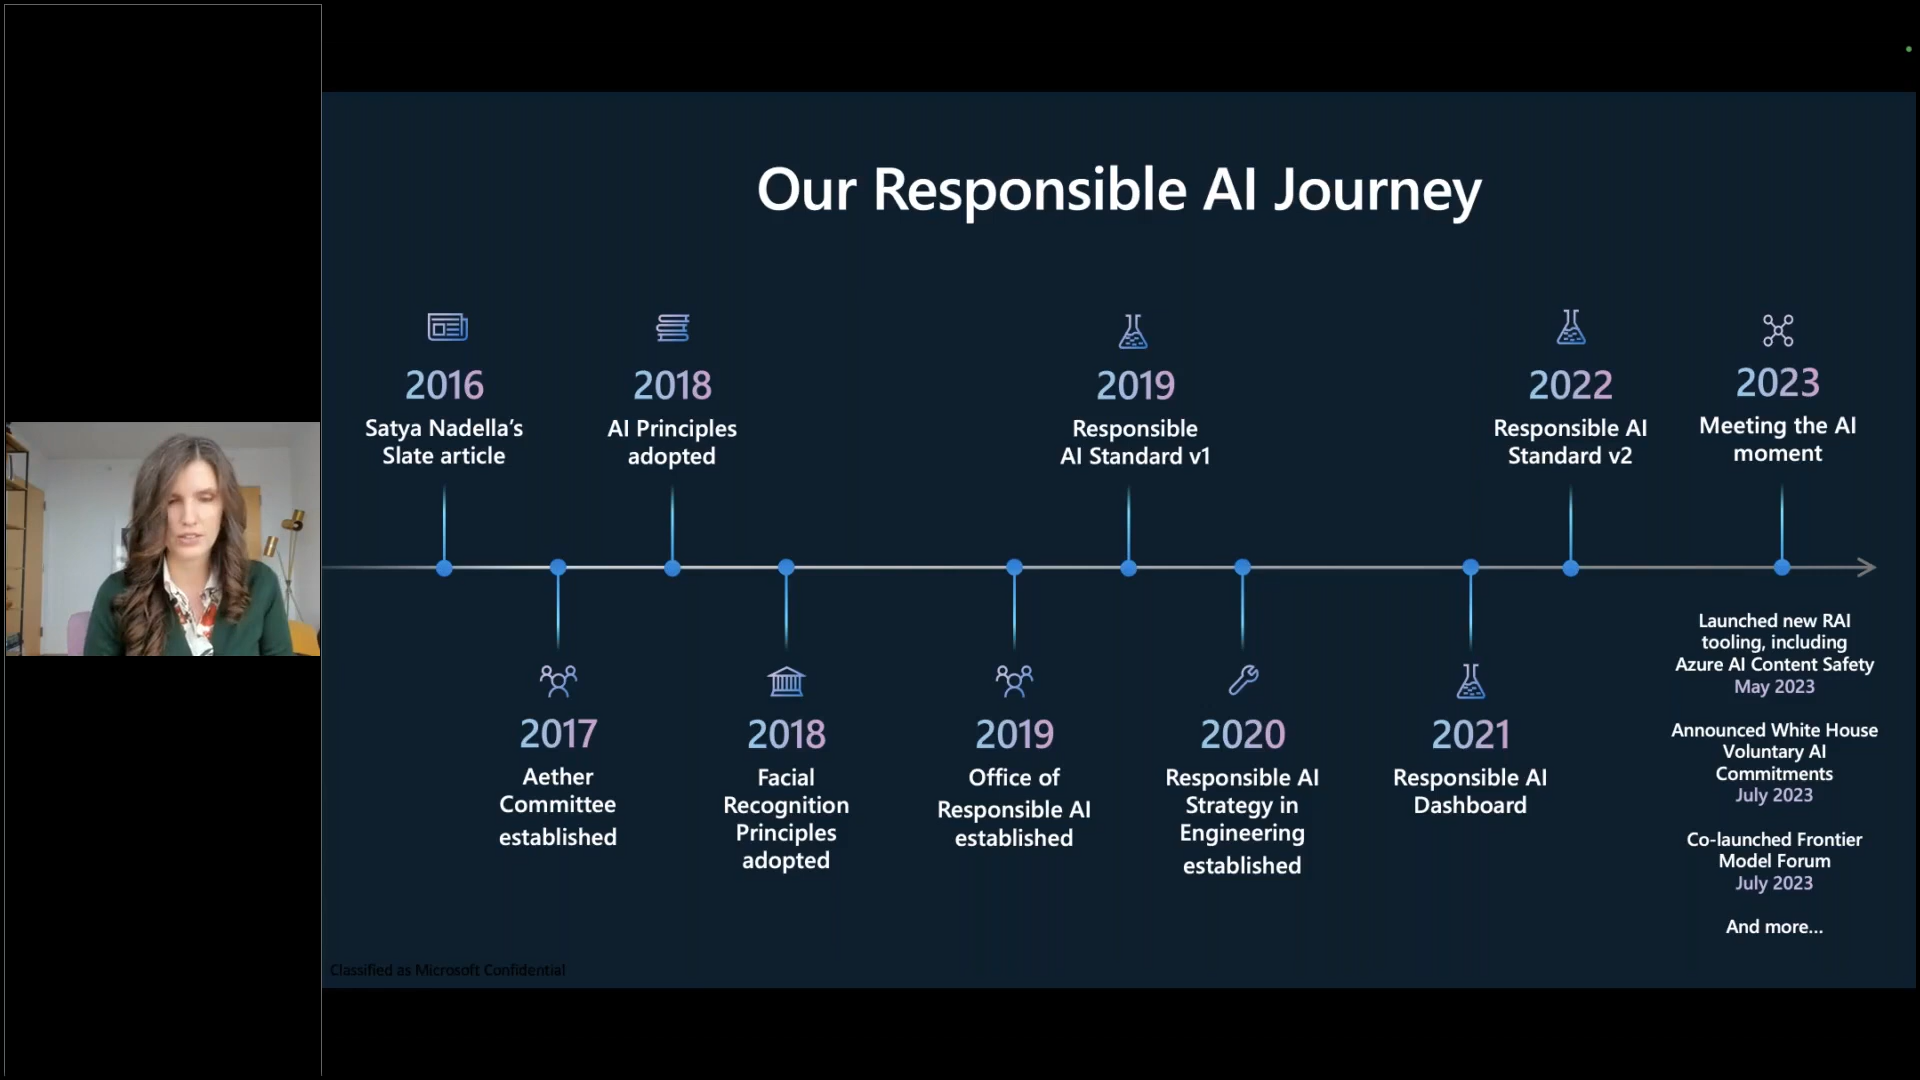 Our Responsible AI Journey
2016
Satya Nadella's
Slate article
2017
Aether
Committee
established
2018
AI Principles
adopted
2018
Facial
Recognition
Principles
adopted
2019
Office of
Responsible AI
established
2019
Responsible
AI Standard v1
2020
Responsible AI
Strategy in
Engineering
established
2021
Responsible AI
Dashboard
2022
Responsible AI
Standard v2
2023
Meeting the AI
moment
Launched new RAI
tooling, including
Azure AI Content Safety
May 2023
Announced White House
Voluntary AI
Commitments
July 2023
Co-launched Frontier
Model Forum
July 2023
And more...
Classified as Microsoft Confidential